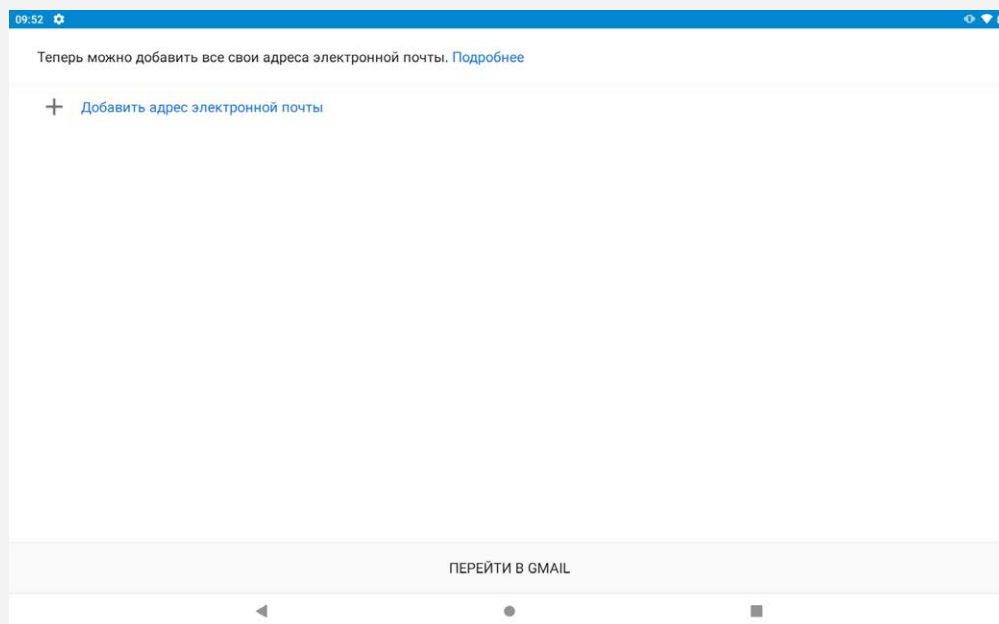 09:52
Теперь можно добавить все свои адреса электронной почты. Подробнее
Добавить адрес электронной почты
ПЕРЕЙТИ В GMAIL